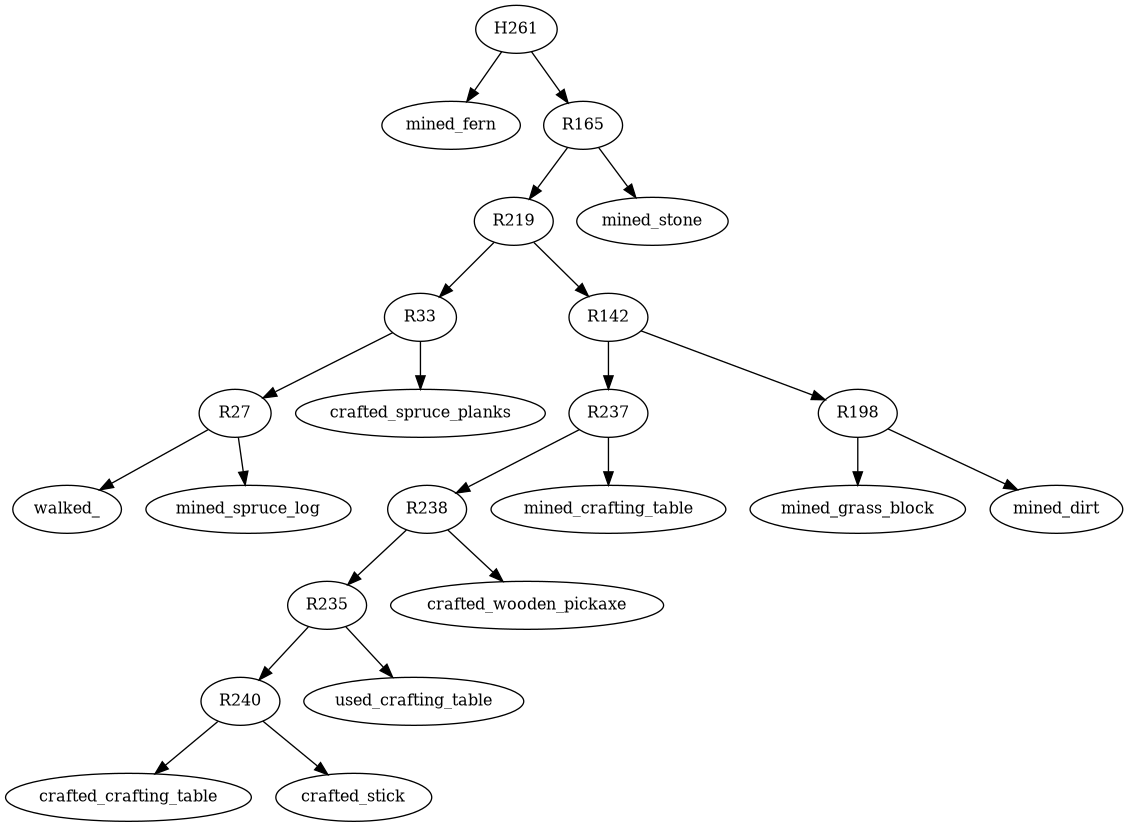 H261
mined_fern
R165
R219
mined_stone
R33
R142
R27
crafted_spruce_planks
R237
R198
walked_
mined_spruce_log
R238
mined_crafting_table
mined_grass_block
mined_dirt
R235
crafted_wooden_pickaxe
R240
used_crafting_table
crafted_crafting_table
crafted_stick